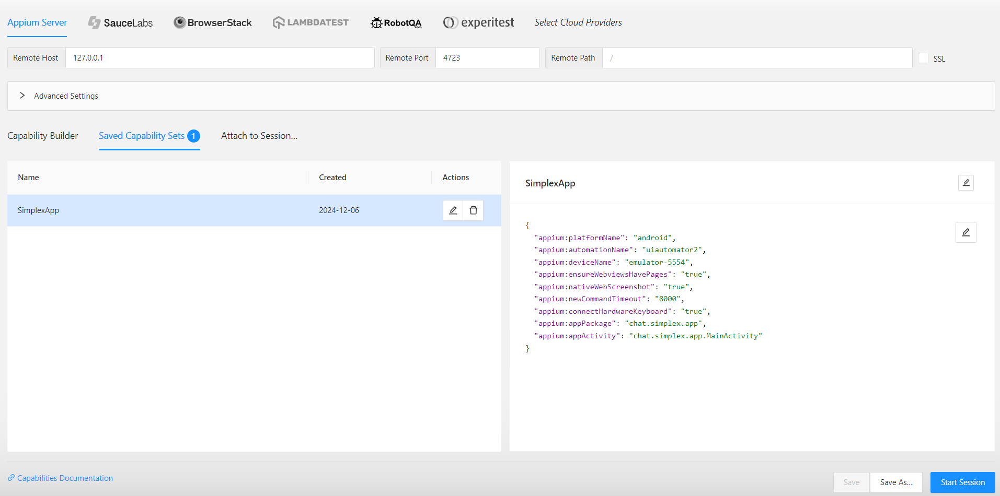 Appium Server SauceLabs BrowserStack LAMBDATEST RobotQA.com experitest Select Cloud Providers
Remote Host 127.0.0.1 Remote Port 4723 Remote Path / SSL
Advanced Settings
Capability Builder Saved Capability Sets 1 Attach to Session...
Name Created Actions
SimplexApp 2024-12-06
SimplexApp
{
"appium:platformName": "android",
"appium:automationName": "uiautomator2",
"appium:deviceName": "emulator-5554",
"appium:ensureWebviewsHavePages": "true",
"appium:nativeWebScreenshot": "true",
"appium:newCommandTimeout": "8000",
"appium:connectHardwareKeyboard": "true",
"appium:appPackage": "chat.simplex.app",
"appium:appActivity": "chat.simplex.app.MainActivity"
}
Capabilities Documentation
Save Save As... Start Session